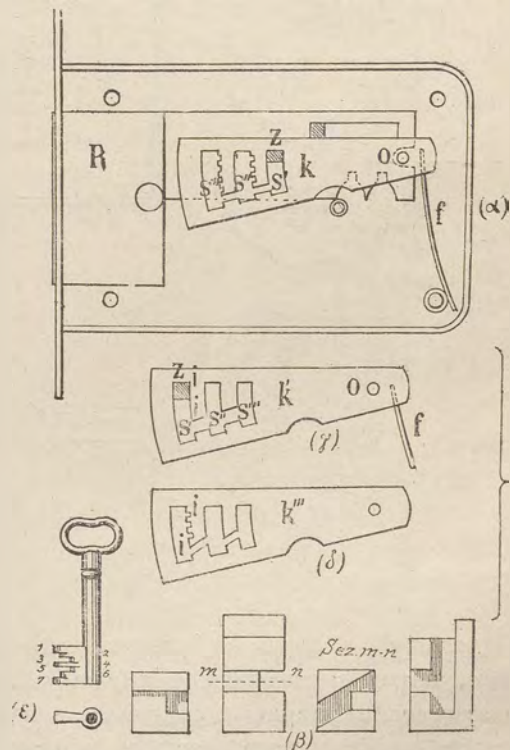 R
z
k
o
s''' s'' s'
f
(α)
z
i
k'
o
i
s' s'' s'''
(γ)
f
i
k'''
i
(δ)
1 2
3 4
5 6
7
(ε)
m n
Sez. m-n
(β)